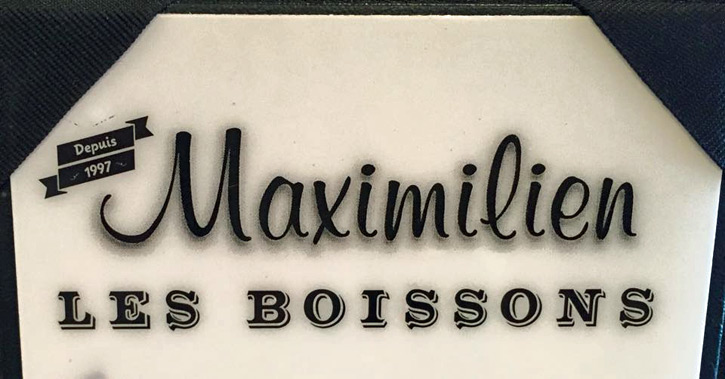 Depuis
1997
Maximilien
LES BOISSONS